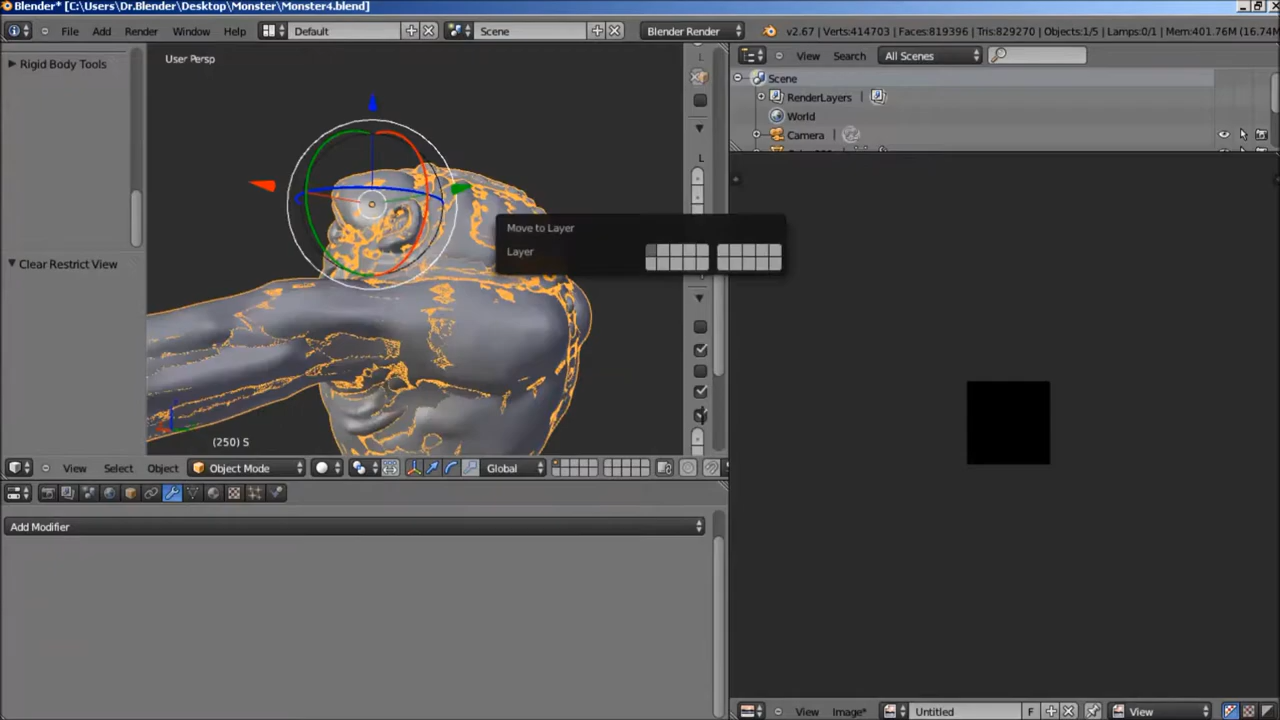 Blender* [C:\Users\Dr.Blender\Desktop\Monster\Monster4.blend]
File Add Render Window Help Default Scene Blender Render v2.67 | Verts:414703 | Faces:819396 | Tris:829270 | Objects:1/5 | Lamps:0/1 | Mem:401.76M (16.74M
Rigid Body Tools
Clear Restrict View
User Persp
L
L
Move to Layer
Layer
(250) S
View Select Object Object Mode Global
Add Modifier
View Search All Scenes
Scene
RenderLayers
World
Camera
View Image* Untitled F View